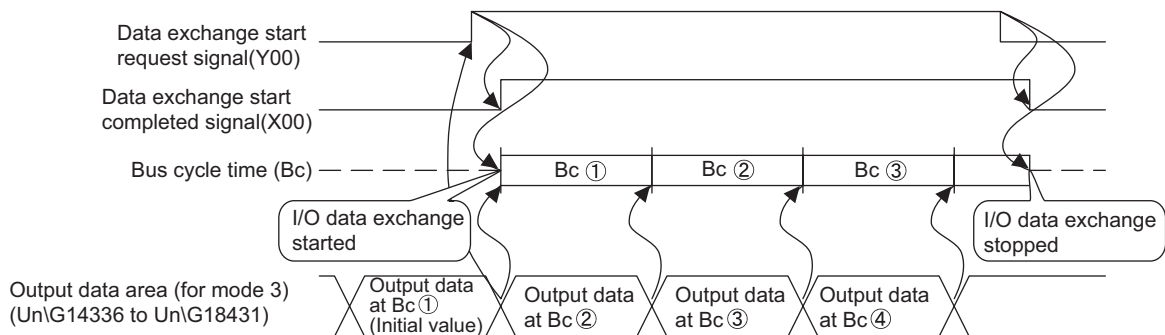 Data exchange start
request signal(Y00)
Data exchange start
completed signal(X00)
Bus cycle time (Bc)
Bc ①
Bc ②
Bc ③
I/O data exchange
started
I/O data exchange
stopped
Output data area (for mode 3)
(Un\G14336 to Un\G18431)
Output data
at Bc ①
(Initial value)
Output data
at Bc ②
Output data
at Bc ③
Output data
at Bc ④